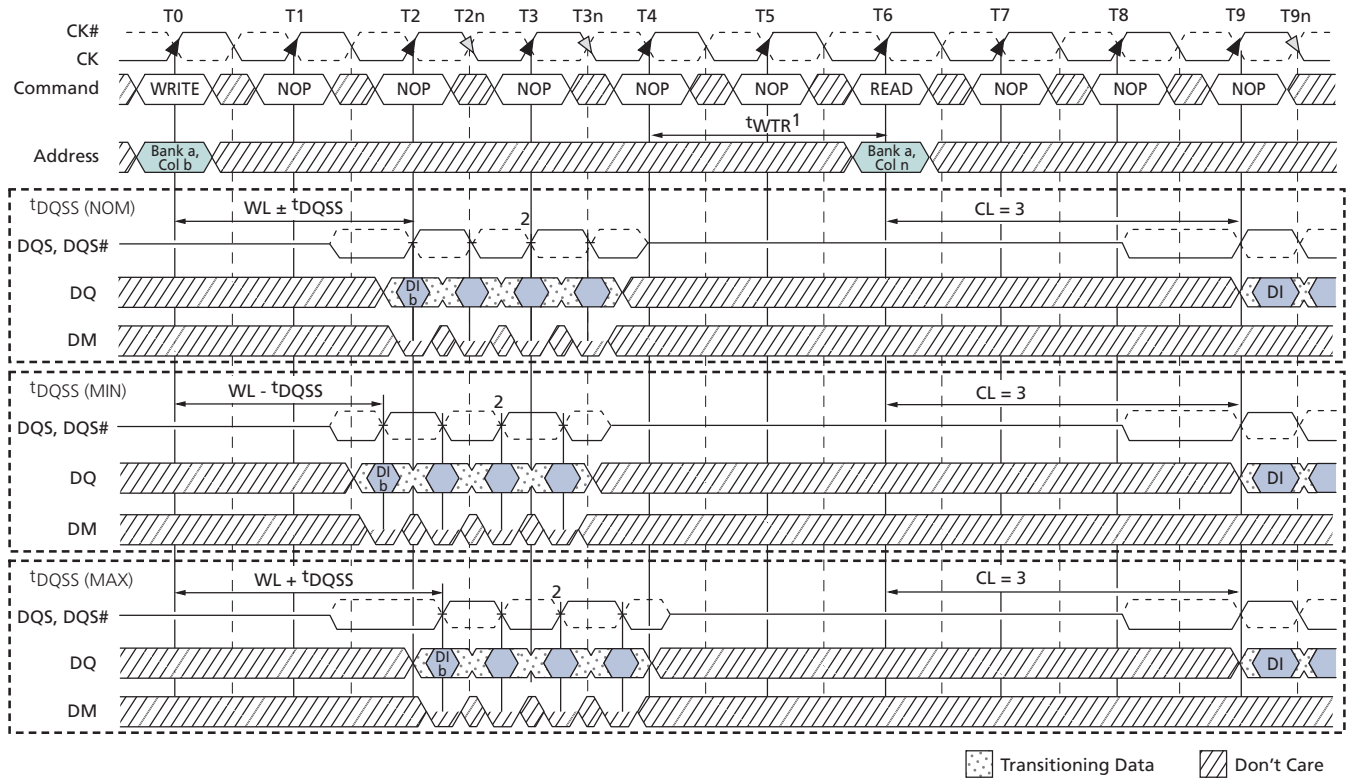 T0 T1 T2 T2n T3 T3n T4 T5 T6 T7 T8 T9 T9n
CK#
CK
Command WRITE NOP NOP NOP NOP NOP READ NOP NOP NOP
tWTR1
Address Bank a, Col b Bank a, Col n
tDQSS (NOM) WL ± tDQSS 2 CL = 3
DQS, DQS#
DQ DI b DI
DM
tDQSS (MIN) WL - tDQSS 2 CL = 3
DQS, DQS#
DQ DI b DI
DM
tDQSS (MAX) WL + tDQSS 2 CL = 3
DQS, DQS#
DQ DI b DI
DM
Transitioning Data Don't Care